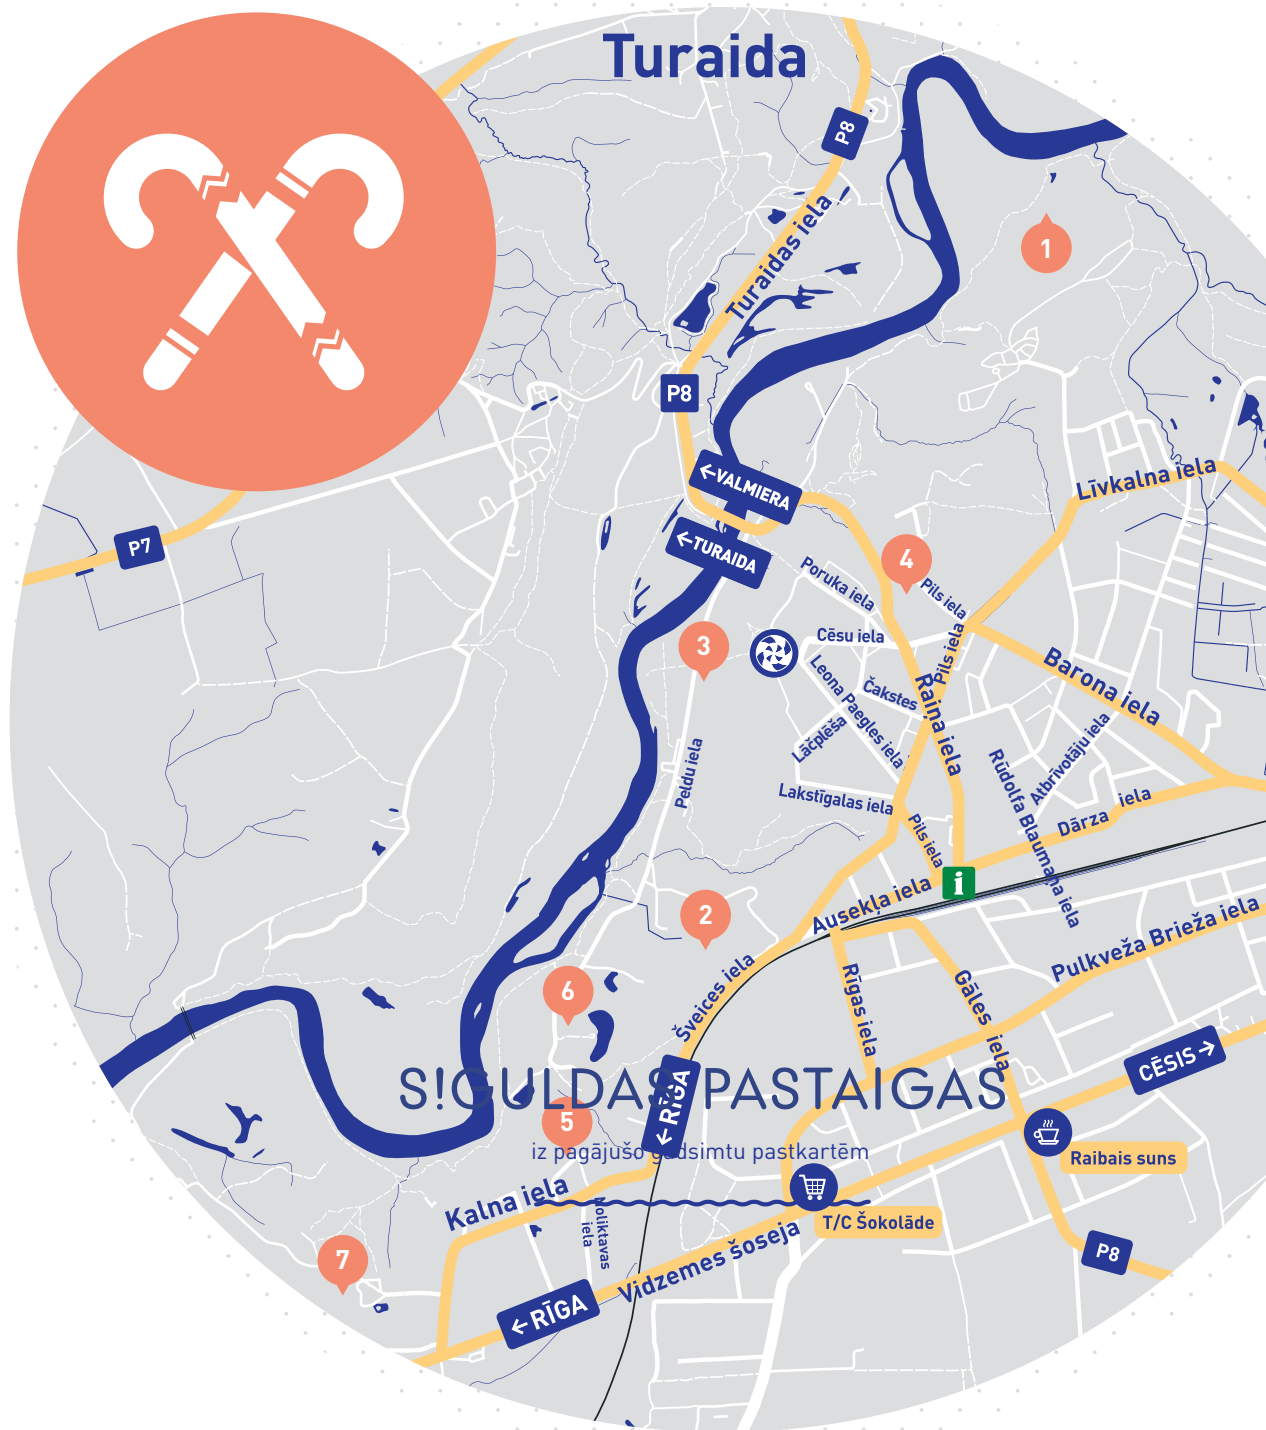 Turaida
P8
Turaidas iela
1
P8
←VALMIERA
Līvkalna iela
P7
←TURAIDA
4
Poruka iela
Pils iela
3
Cēsu iela
Pils iela
Barona iela
Leona Paegles iela
Čakstes
Raiņa iela
Lāčplēša
Atbrīvotāju iela
Peldu iela
Rūdolfa Blaumaņa iela
Lakstīgalas iela
Dārza iela
Pils iela
i
Ausekļa iela
2
Pulkveža Brieža iela
Šveices iela
Rīgas iela
Gāles iela
6
CĒSIS→
S!GULDAS PASTAIGAS
←RĪGA
5
iz pagājušo gadsimtu pastkartēm
Raibais suns
Kalna iela
Poliktavas
iela
T/C Šokolāde
7
Vidzemes šoseja
P8
←RĪGA